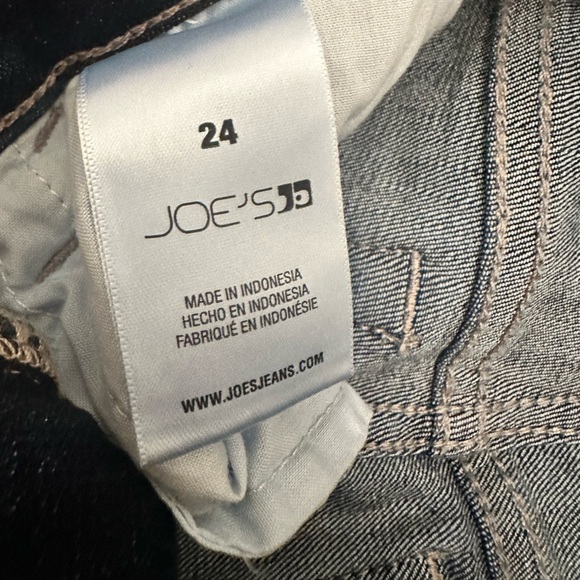 24
JOE'S
MADE IN INDONESIA
HECHO EN INDONESIA
FABRIQUÉ EN INDONÉSIE
WWW.JOESJEANS.COM